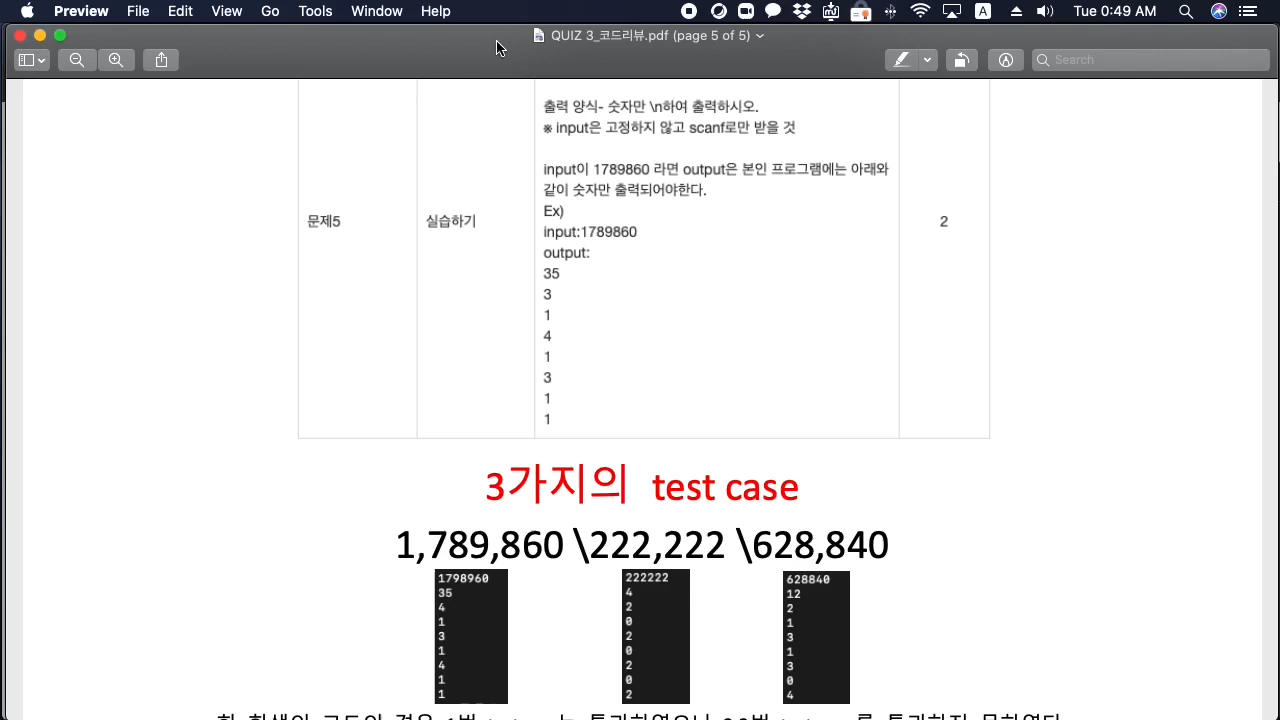 Preview File Edit View Go Tools Window Help
A Tue 0:49 AM
QUIZ 3_코드리뷰.pdf (page 5 of 5)
Search
출력 양식- 숫자만 \n하여 출력하시오.
※ input은 고정하지 않고 scanf로만 받을 것
input이 1789860 라면 output은 본인 프로그램에는 아래와
같이 숫자만 출력되어야한다.
Ex)
문제5 실습하기 2
input:1789860
output:
35
3
1
4
1
3
1
1
3가지의 test case
1,789,860 \222,222 \628,840
1798960
35
4
1
3
1
4
1
1
222222
4
2
0
2
0
2
0
2
628840
12
2
1
3
1
3
0
4